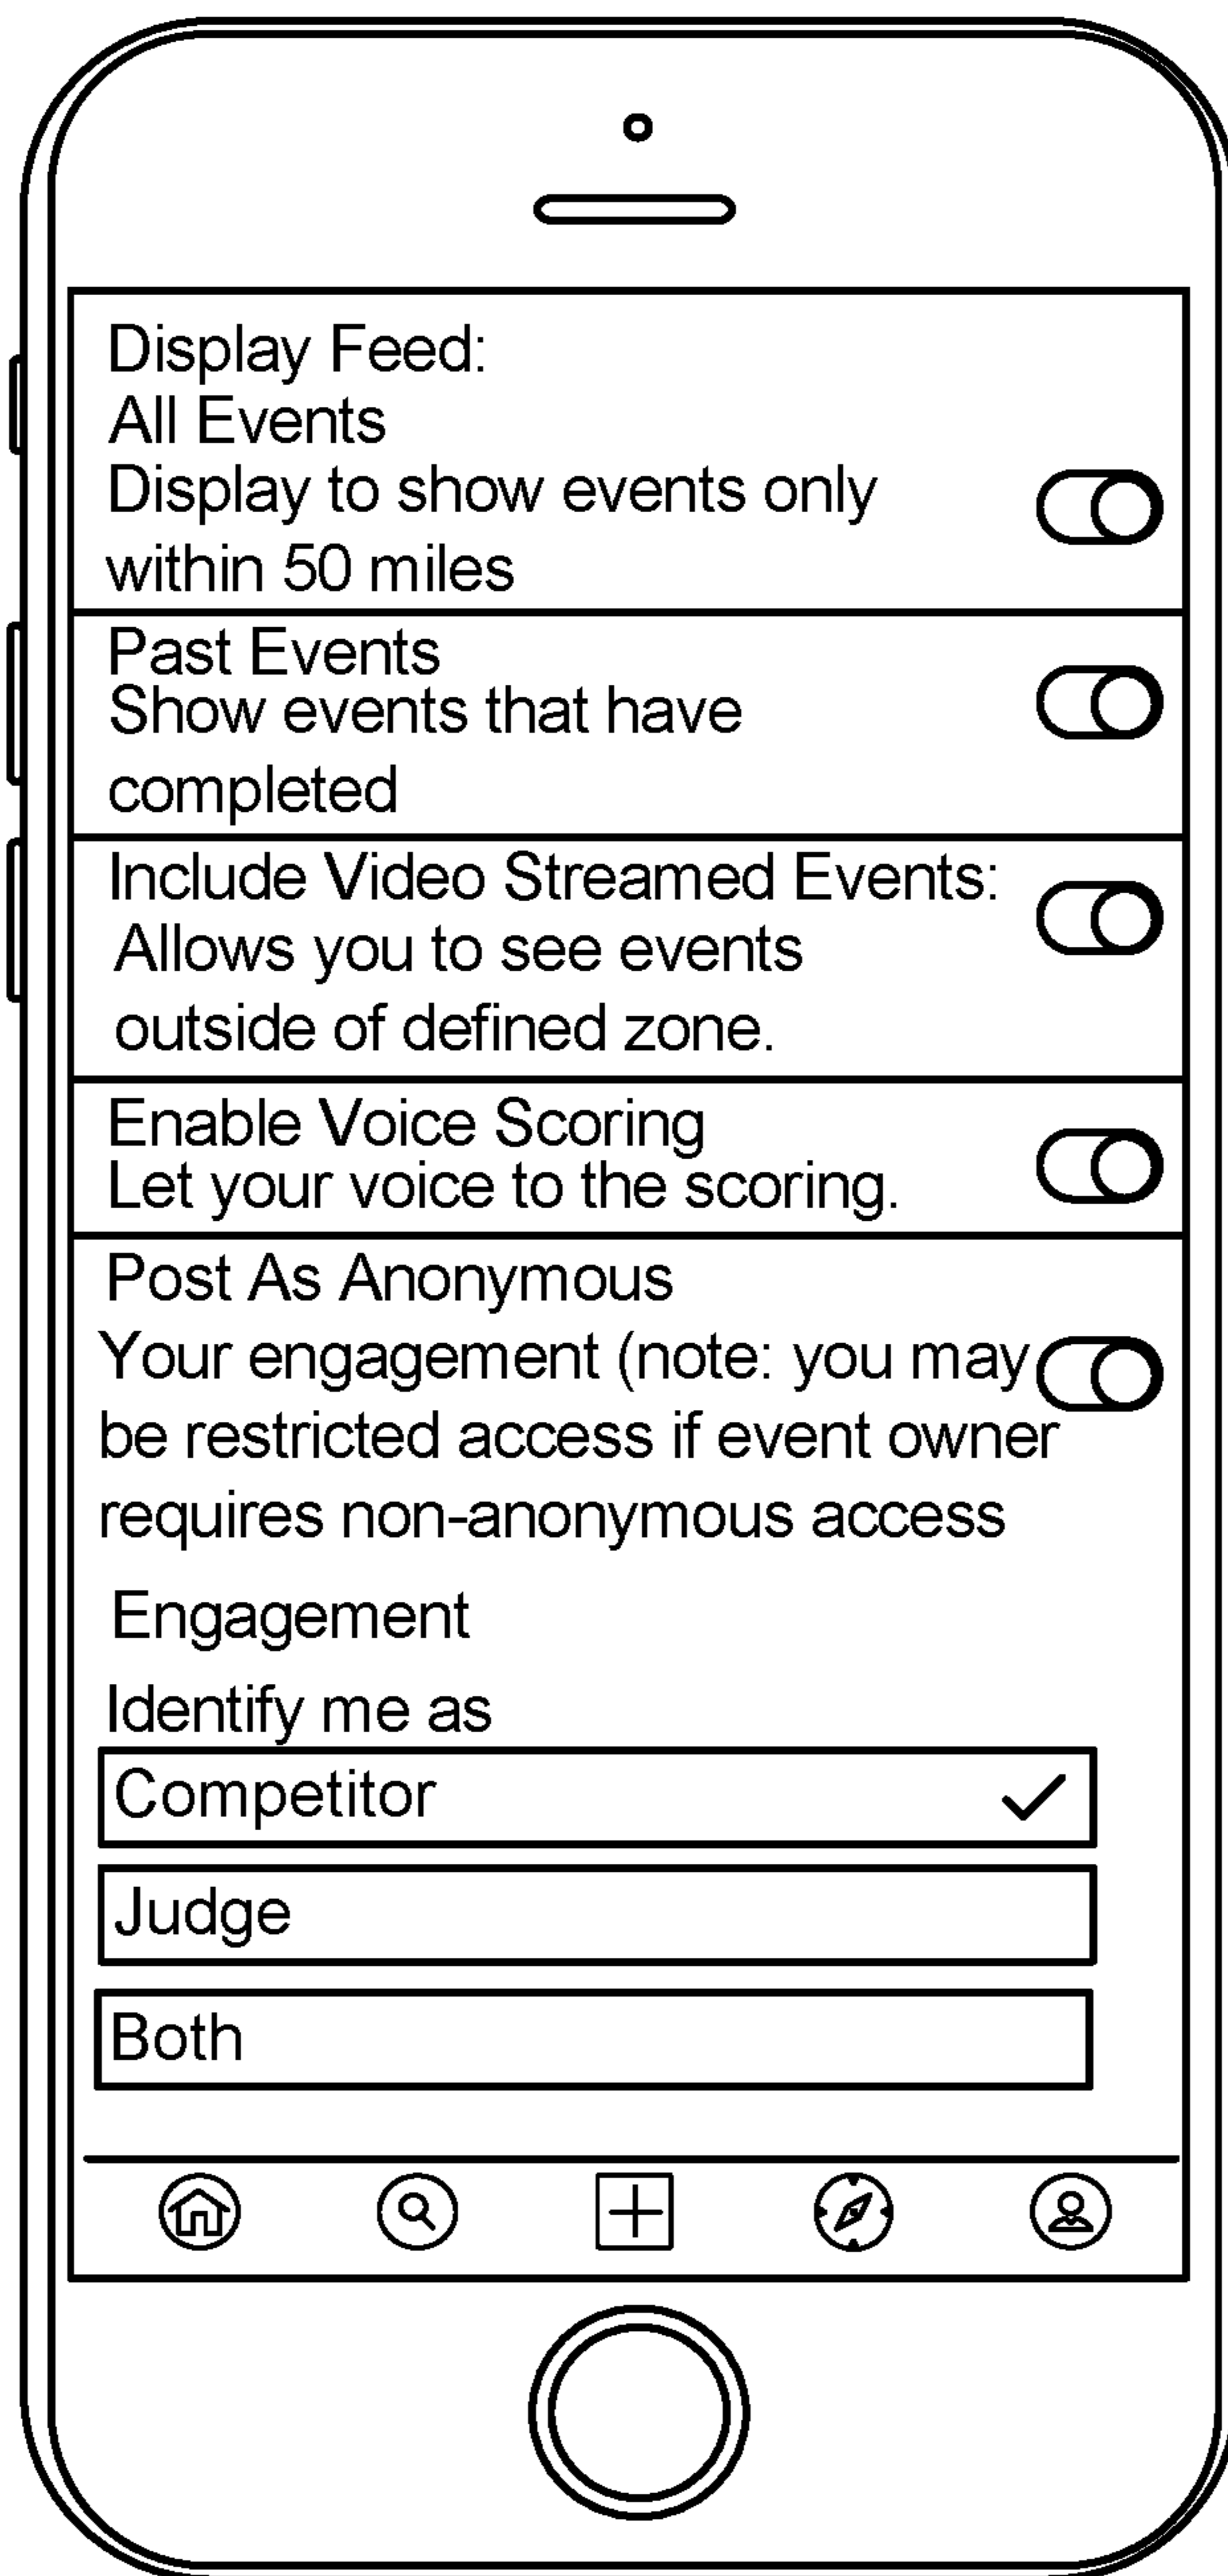 Display Feed:
All Events
Display to show events only
within 50 miles
Past Events
Show events that have
completed
Include Video Streamed Events:
Allows you to see events
outside of defined zone.
Enable Voice Scoring
Let your voice to the scoring.
Post As Anonymous
Your engagement (note: you may
be restricted access if event owner
requires non-anonymous access
Engagement
Identify me as
Competitor
Judge
Both